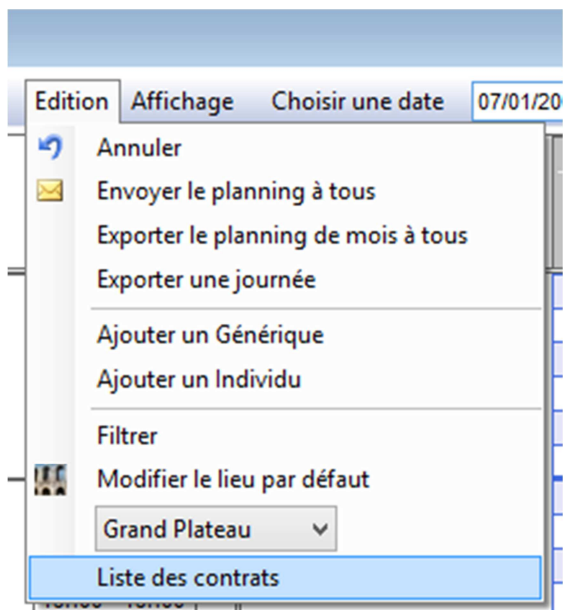 Edition Affichage Choisir une date 07/01/20
Annuler
Envoyer le planning à tous
Exporter le planning de mois à tous
Exporter une journée
Ajouter un Générique
Ajouter un Individu
Filtrer
Modifier le lieu par défaut
Grand Plateau
Liste des contrats